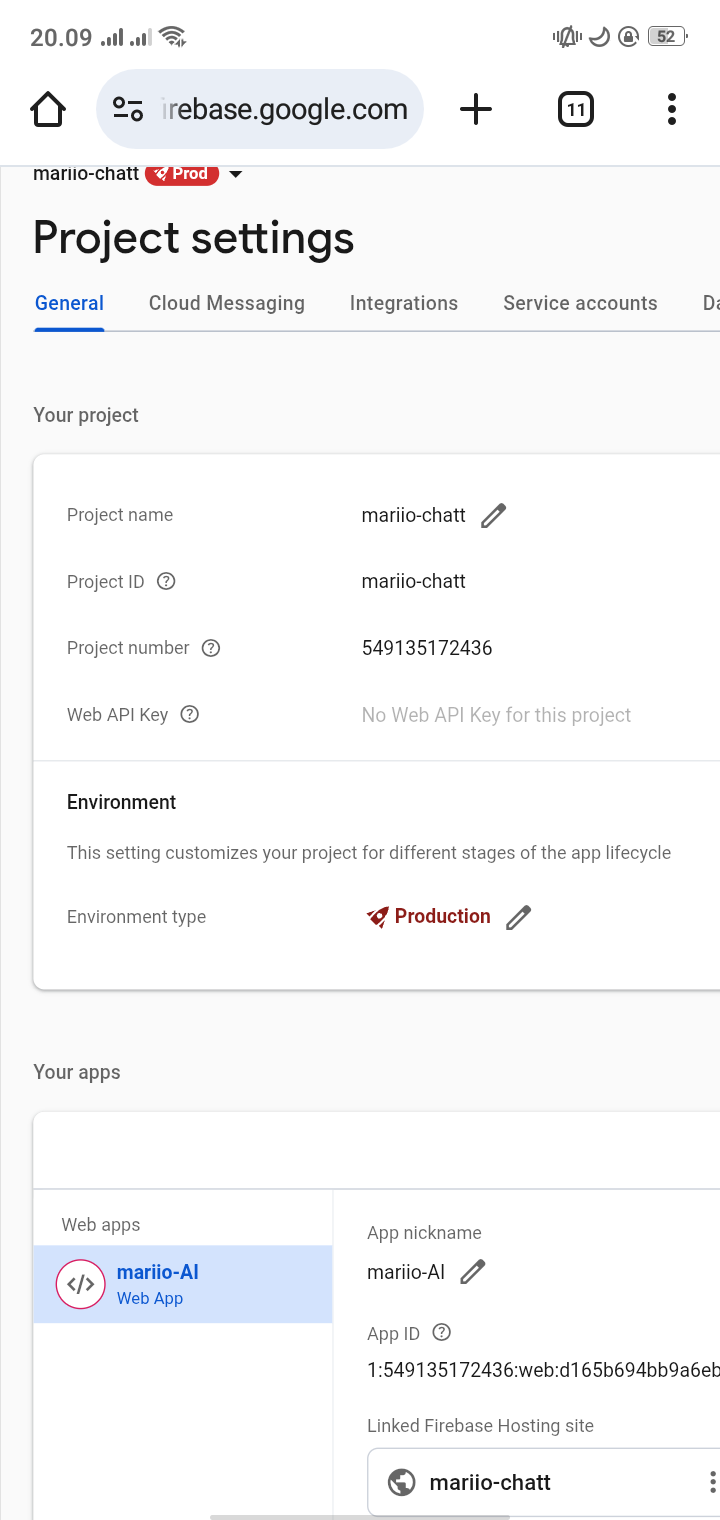 20.09
52
irebase.google.com
11
mariio-chatt Prod
Project settings
General Cloud Messaging Integrations Service accounts Da
Your project
Project name mariio-chatt
Project ID mariio-chatt
Project number 549135172436
Web API Key No Web API Key for this project
Environment
This setting customizes your project for different stages of the app lifecycle
Environment type Production
Your apps
Web apps
mariio-AI
Web App
App nickname
mariio-AI
App ID
1:549135172436:web:d165b694bb9a6eb
Linked Firebase Hosting site
mariio-chatt